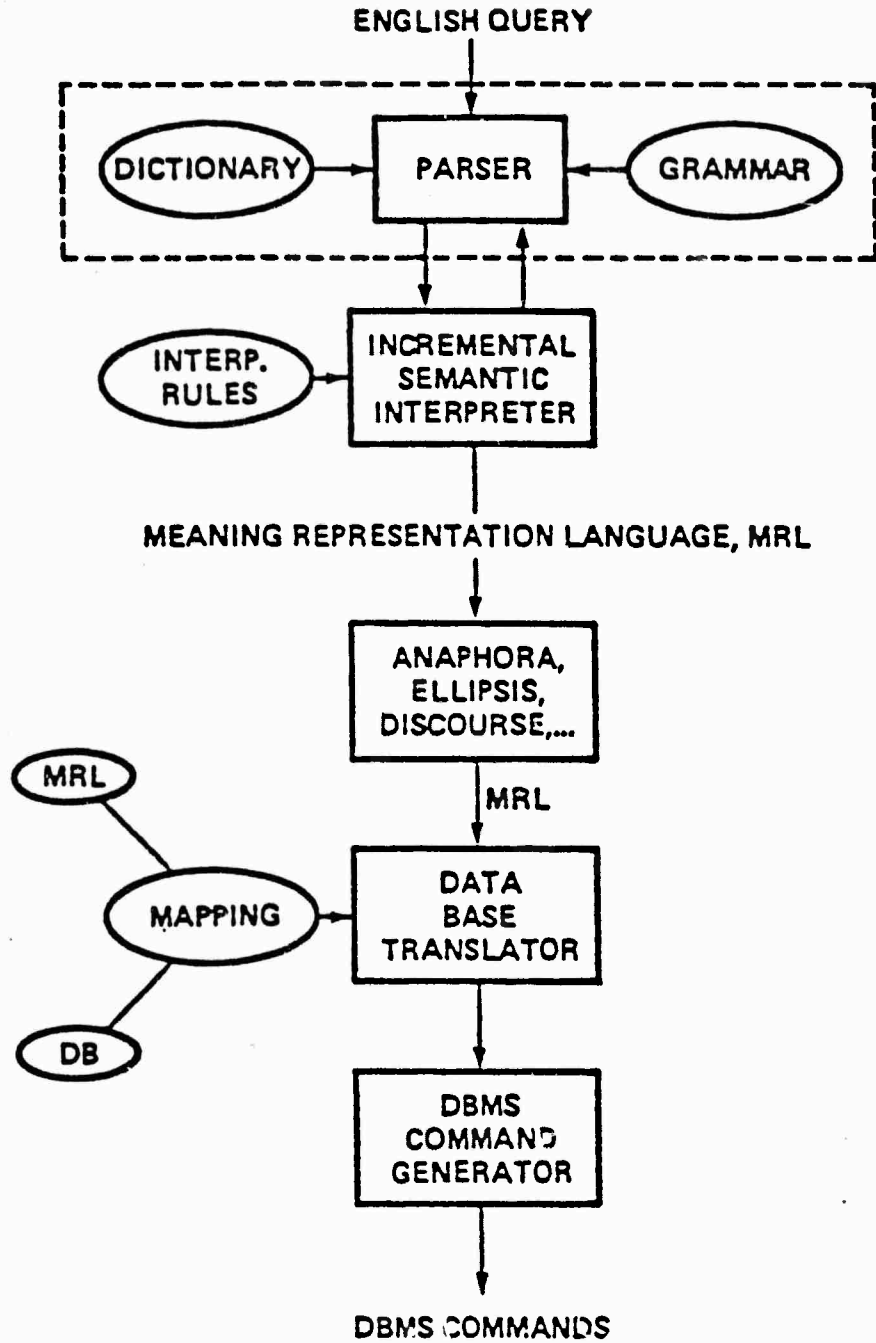 ENGLISH QUERY
DICTIONARY
PARSER
GRAMMAR
INTERP.
RULES
INCREMENTAL
SEMANTIC
INTERPRETER
MEANING REPRESENTATION LANGUAGE, MRL
ANAPHORA,
ELLIPSIS,
DISCOURSE,...
MRL
MRL
MAPPING
DATA
BASE
TRANSLATOR
DB
DBMS
COMMAND
GENERATOR
DBMS COMMANDS